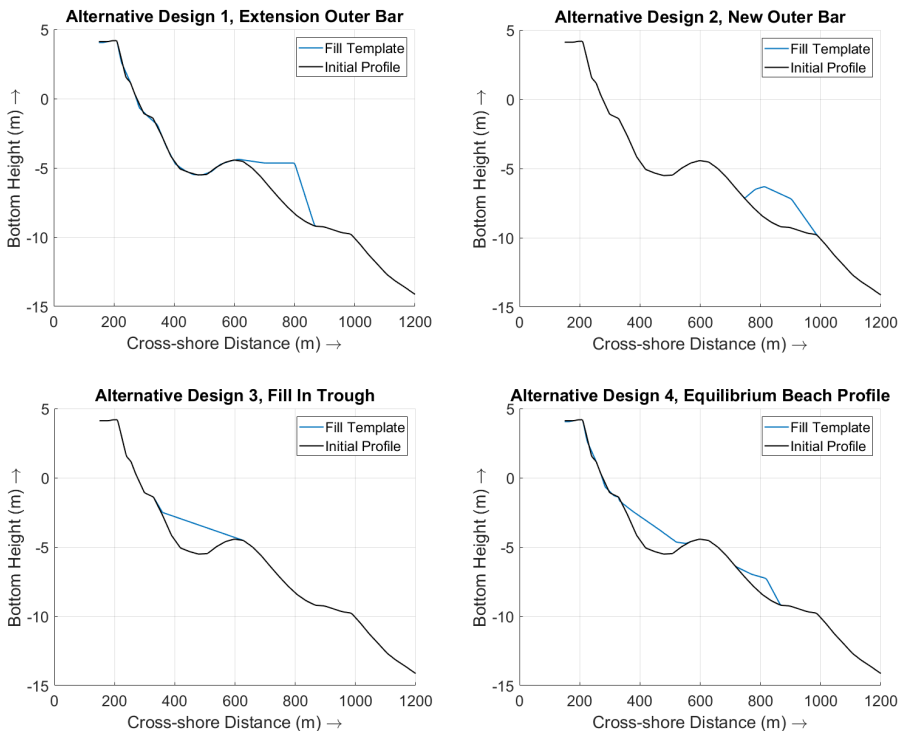 Alternative Design 1, Extension Outer Bar
5
0
-5
-10
-15
Bottom Height (m) →
0 200 400 600 800 1000 1200
Cross-shore Distance (m) →
Fill Template
Initial Profile
Alternative Design 2, New Outer Bar
5
0
-5
-10
-15
Bottom Height (m) →
0 200 400 600 800 1000 1200
Cross-shore Distance (m) →
Fill Template
Initial Profile
Alternative Design 3, Fill In Trough
5
0
-5
-10
-15
Bottom Height (m) →
0 200 400 600 800 1000 1200
Cross-shore Distance (m) →
Fill Template
Initial Profile
Alternative Design 4, Equilibrium Beach Profile
5
0
-5
-10
-15
Bottom Height (m) →
0 200 400 600 800 1000 1200
Cross-shore Distance (m) →
Fill Template
Initial Profile